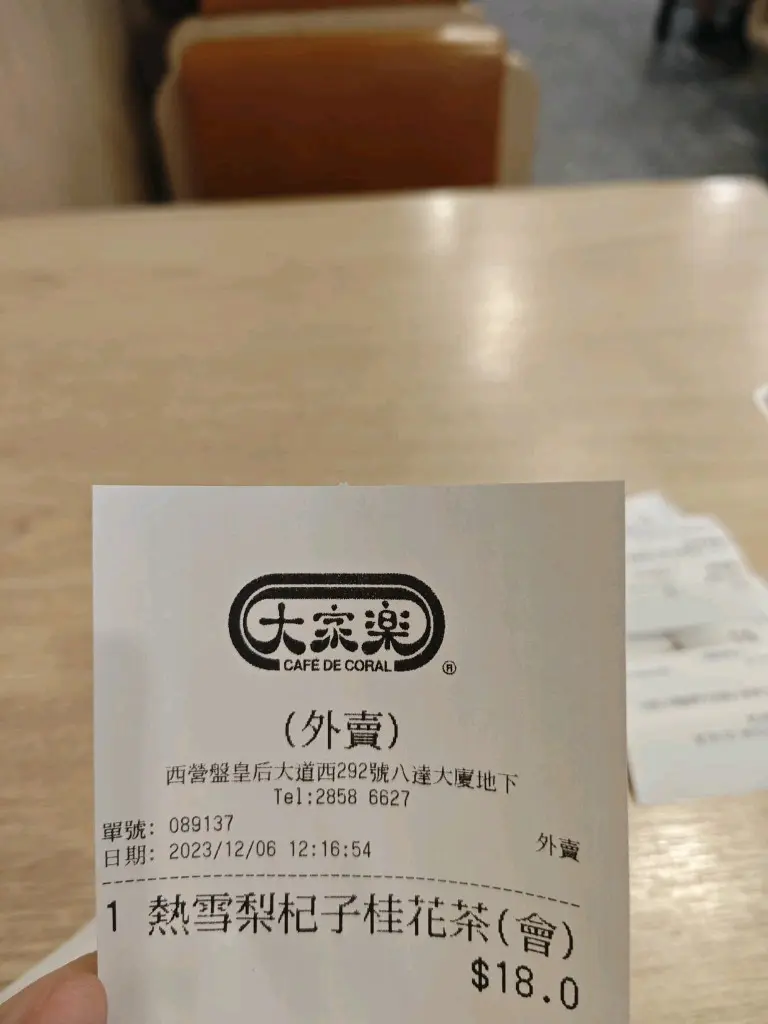 大家樂
CAFÉ DE CORAL ®
(外賣)
西營盤皇后大道西292號八達大廈地下
Tel:2858 6627
單號: 089137
日期: 2023/12/06 12:16:54 外賣
1 熱雪梨杞子桂花茶(會)
$18.0